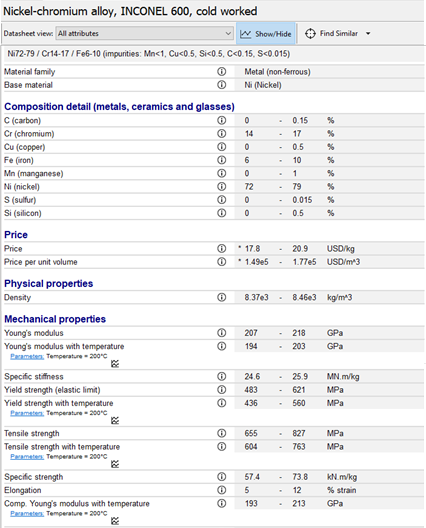 Nickel-chromium alloy, INCONEL 600, cold worked
Datasheet view: All attributes Show/Hide Find Similar
Ni72-79 / Cr14-17 / Fe6-10 (impurities: Mn<1, Cu<0.5, Si<0.5, C<0.15, S<0.015)
Material family Metal (non-ferrous)
Base material Ni (Nickel)
Composition detail (metals, ceramics and glasses)
C (carbon) 0 - 0.15 %
Cr (chromium) 14 - 17 %
Cu (copper) 0 - 0.5 %
Fe (iron) 6 - 10 %
Mn (manganese) 0 - 1 %
Ni (nickel) 72 - 79 %
S (sulfur) 0 - 0.015 %
Si (silicon) 0 - 0.5 %
Price
Price * 17.8 - 20.9 USD/kg
Price per unit volume * 1.49e5 - 1.77e5 USD/m^3
Physical properties
Density 8.37e3 - 8.46e3 kg/m^3
Mechanical properties
Young's modulus 207 - 218 GPa
Young's modulus with temperature 194 - 203 GPa
Parameters: Temperature = 200°C
Specific stiffness 24.6 - 25.9 MN.m/kg
Yield strength (elastic limit) 483 - 621 MPa
Yield strength with temperature 436 - 560 MPa
Parameters: Temperature = 200°C
Tensile strength 655 - 827 MPa
Tensile strength with temperature 604 - 763 MPa
Parameters: Temperature = 200°C
Specific strength 57.4 - 73.8 kN.m/kg
Elongation 5 - 12 % strain
Comp. Young's modulus with temperature 193 - 213 GPa
Parameters: Temperature = 200°C